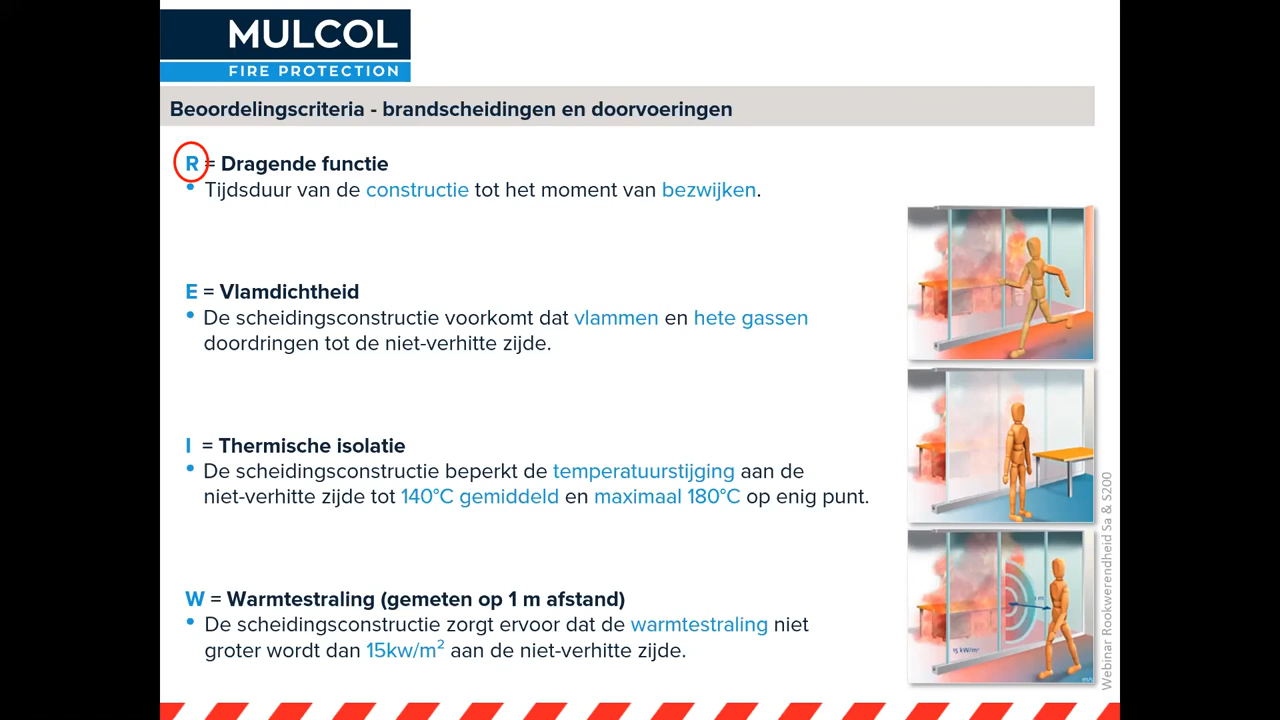 MULCOL
FIRE PROTECTION
Beoordelingscriteria - brandscheidingen en doorvoeringen
R = Dragende functie
• Tijdsduur van de constructie tot het moment van bezwijken.
E = Vlamdichtheid
• De scheidingsconstructie voorkomt dat vlammen en hete gassen
doordringen tot de niet-verhitte zijde.
I = Thermische isolatie
• De scheidingsconstructie beperkt de temperatuurstijging aan de
niet-verhitte zijde tot 140°C gemiddeld en maximaal 180°C op enig punt.
W = Warmtestraling (gemeten op 1 m afstand)
• De scheidingsconstructie zorgt ervoor dat de warmtestraling niet
groter wordt dan 15kw/m² aan de niet-verhitte zijde.
15 kW/m²
Webinar Rookwerendheid Sa & S200